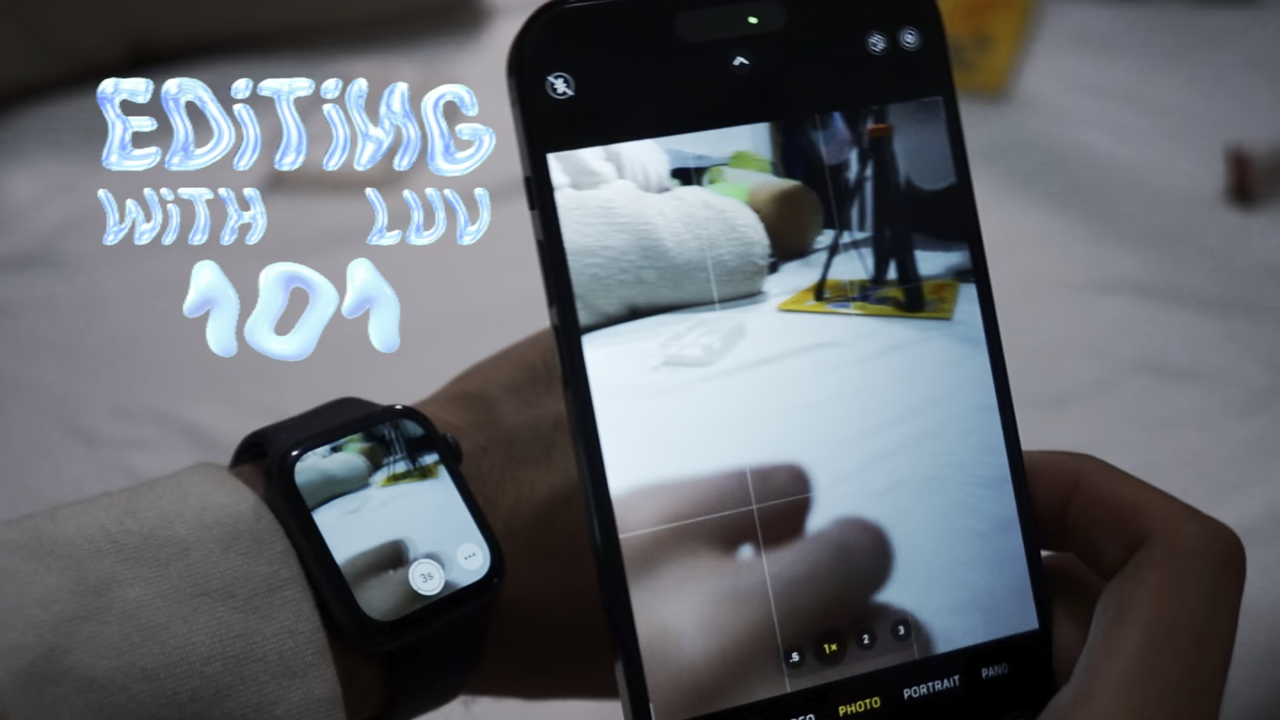 EDiTiNG
WiTH LUV
101
3s
.5 1× 2 3
PHOTO PORTRAIT PANO